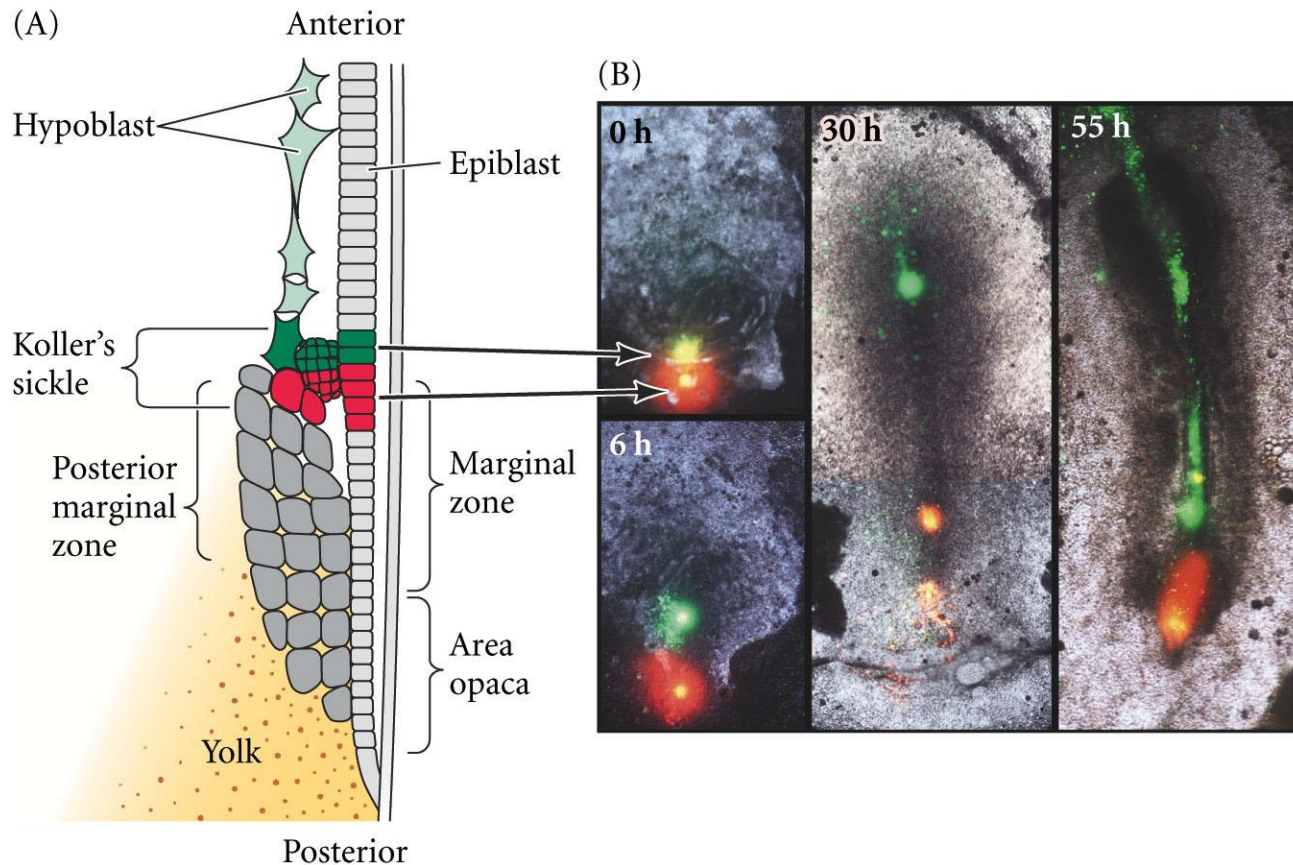 (A)
Anterior
Hypoblast
Epiblast
Koller's
sickle
Posterior
marginal
zone
Marginal
zone
Area
opaca
Yolk
Posterior
(B)
0 h
30 h
55 h
6 h